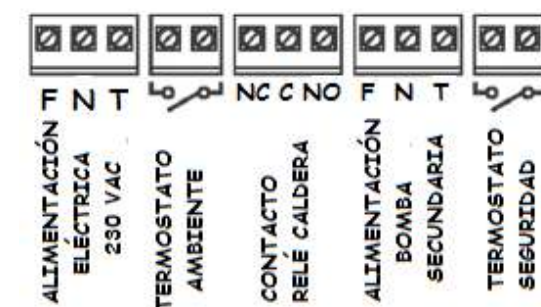 F N T
NC C NO
F N T
ALIMENTACIÓN
ELÉCTRICA
230 VAC
TERMOSTATO
AMBIENTE
CONTACTO
RELÉ CALDERA
ALIMENTACIÓN
BOMBA
SECUNDARIA
TERMOSTATO
SEGURIDAD